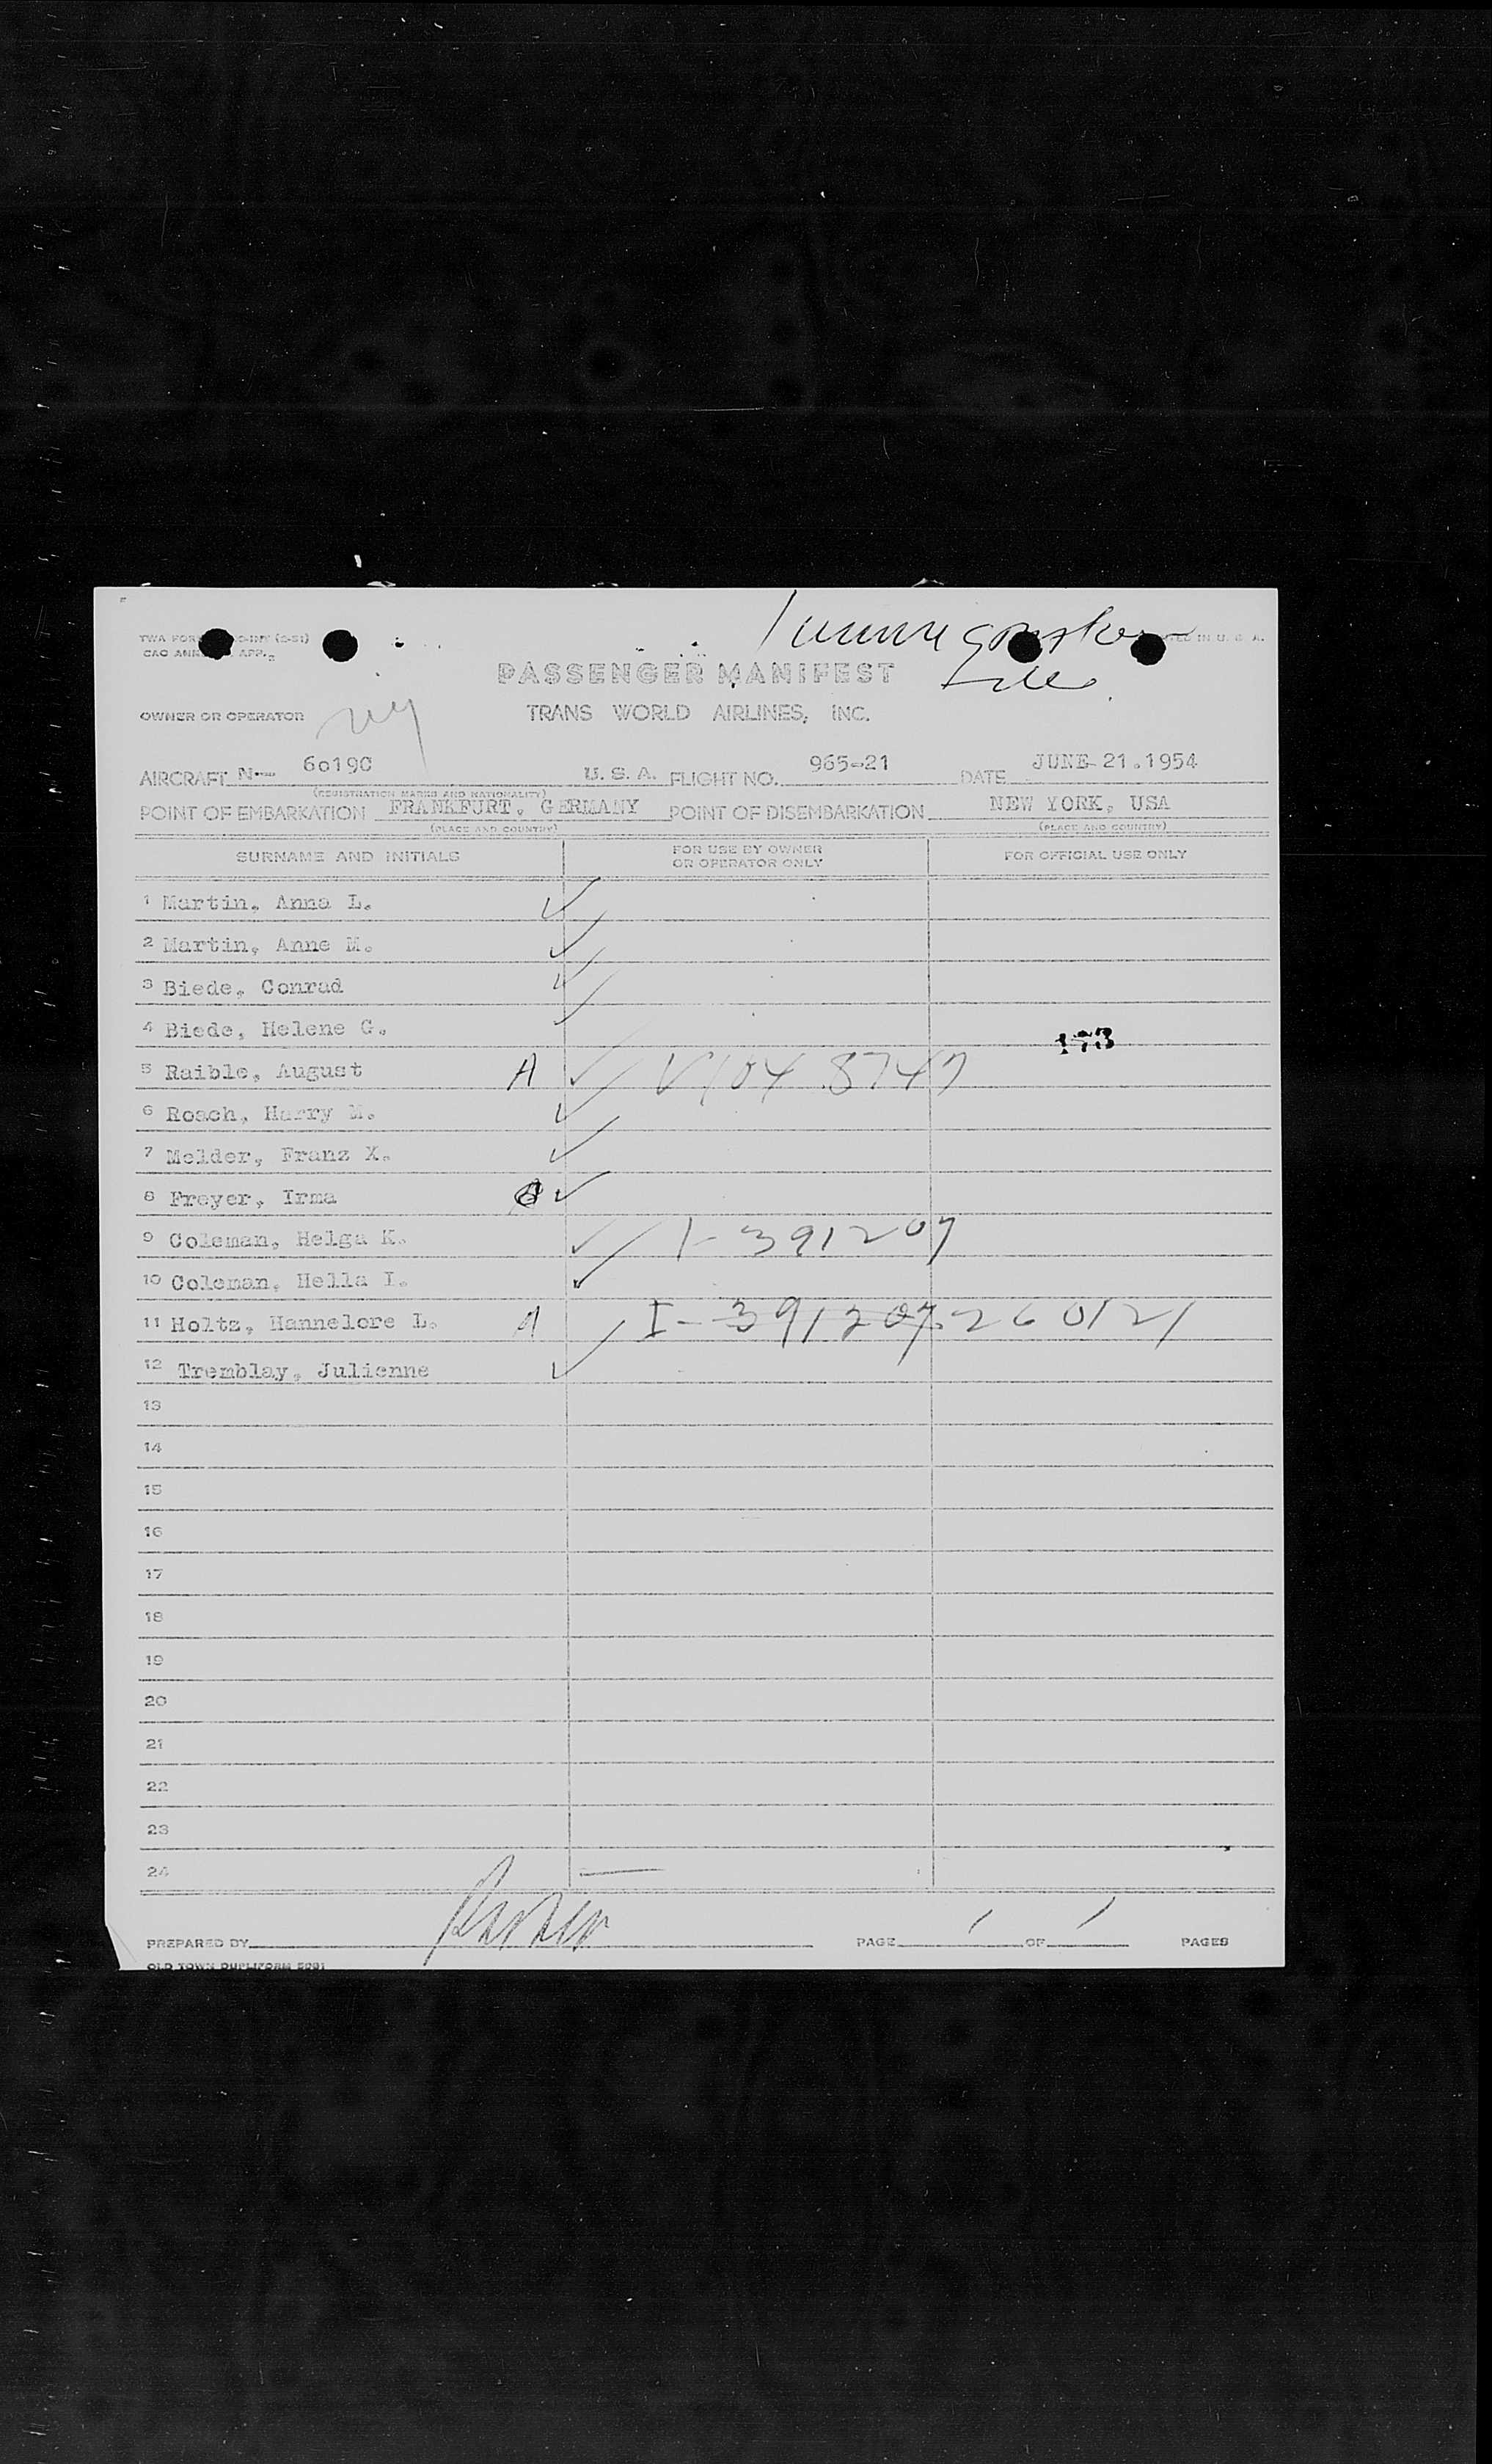 TWA FOR
CAO ANN APP.
PASSENGER MANIFEST
OWNER OR OPERATOR TRANS WORLD AIRLINES, INC.
AIRCRAFT N- 6019C U. S. A. FLIGHT NO. 965-21 DATE JUNE 21.1954
(REGISTRATION MARKS AND NATIONALITY)
POINT OF EMBARKATION FRANKFURT, GERMANY POINT OF DISEMBARKATION NEW YORK, USA
(PLACE AND COUNTRY) (PLACE AND COUNTRY)
SURNAME AND INITIALS FOR USE BY OWNER OR OPERATOR ONLY FOR OFFICIAL USE ONLY
1 Martin, Anna L.
2 Martin, Anne M.
3 Biede, Conrad
4 Biede, Helene G.
173
5 Raible, August A V104 8747
6 Roach, Harry M.
7 Melder, Franz X.
8 Freyer, Irma
9 Coleman, Helga K. I-391207
10 Coleman, Hella I.
11 Holtz, Hannelore L. A I-391207 260121
12 Tremblay, Julienne
13
14
15
16
17
18
19
20
21
22
23
24
PREPARED BY PAGE 1 OF 1 PAGES
OLD TOWN DUPLIFORM